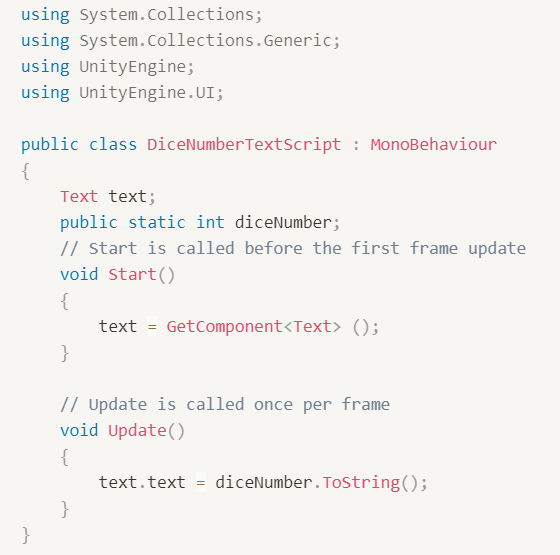 using System.Collections;
using System.Collections.Generic;
using UnityEngine;
using UnityEngine.UI;

public class DiceNumberTextScript : MonoBehaviour
{
    Text text;
    public static int diceNumber;
    // Start is called before the first frame update
    void Start()
    {
        text = GetComponent<Text> ();
    }

    // Update is called once per frame
    void Update()
    {
        text.text = diceNumber.ToString();
    }
}